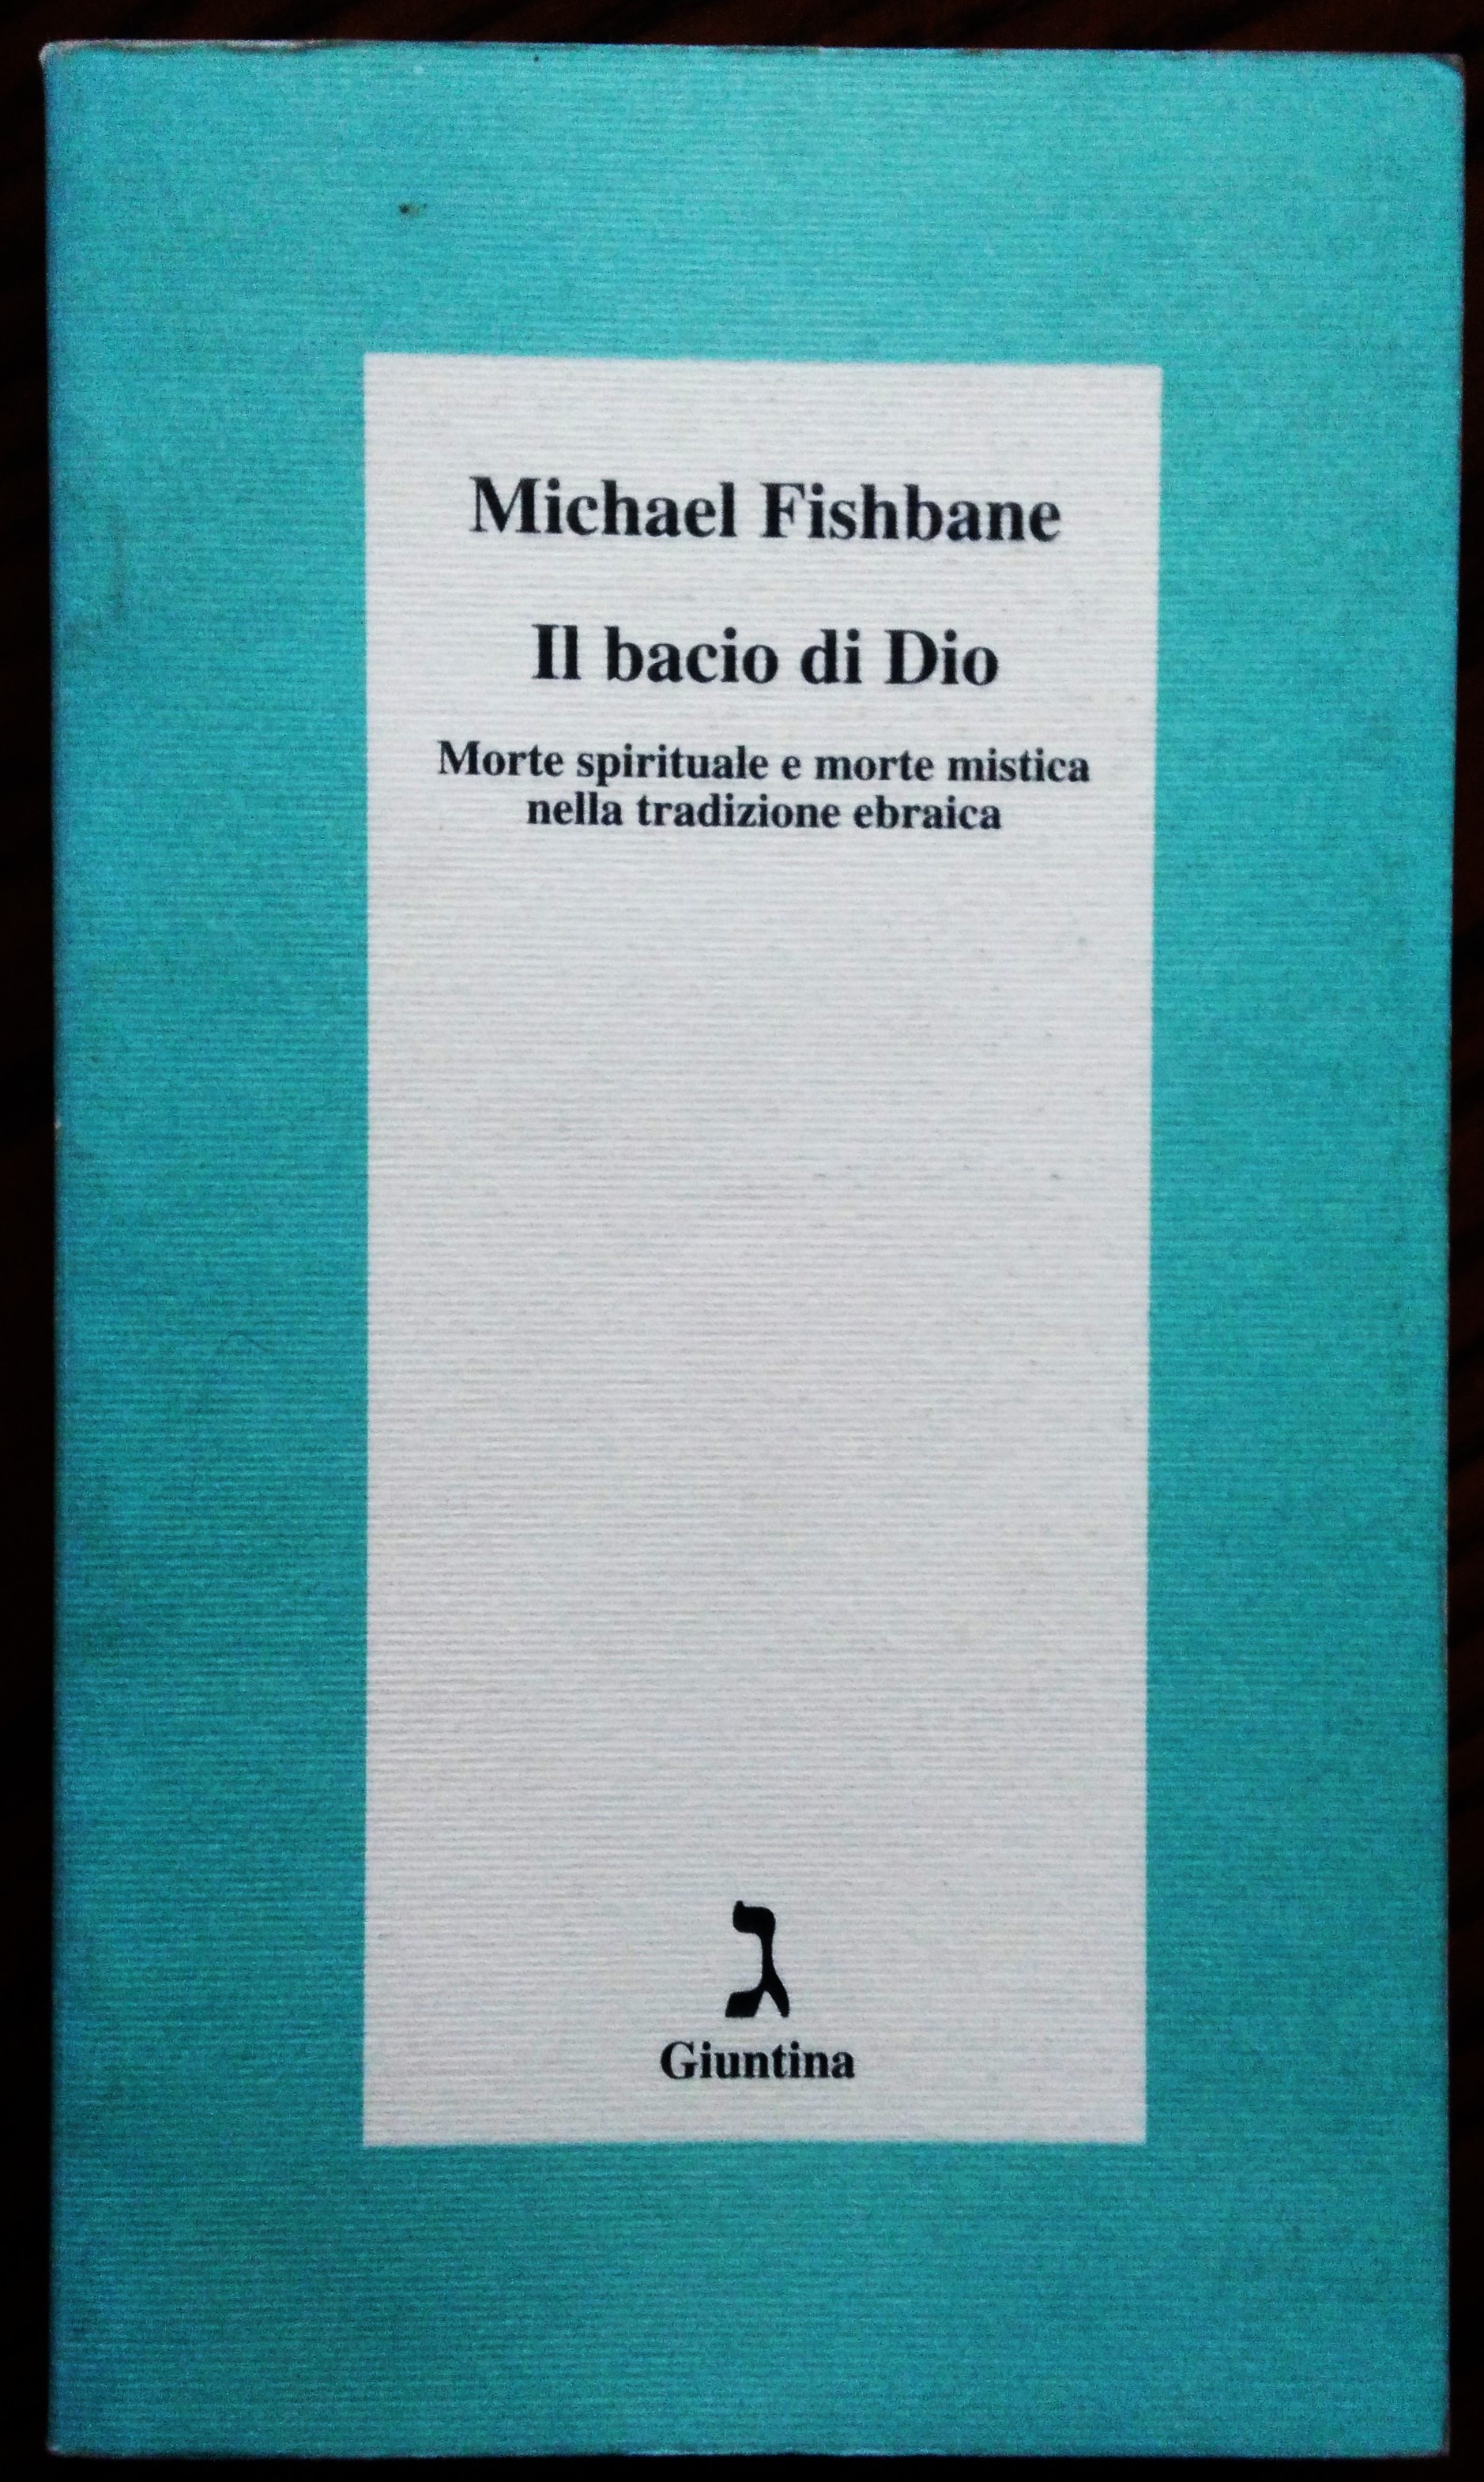 Michael Fishbane
Il bacio di Dio
Morte spirituale e morte mistica
nella tradizione ebraica
ג
Giuntina